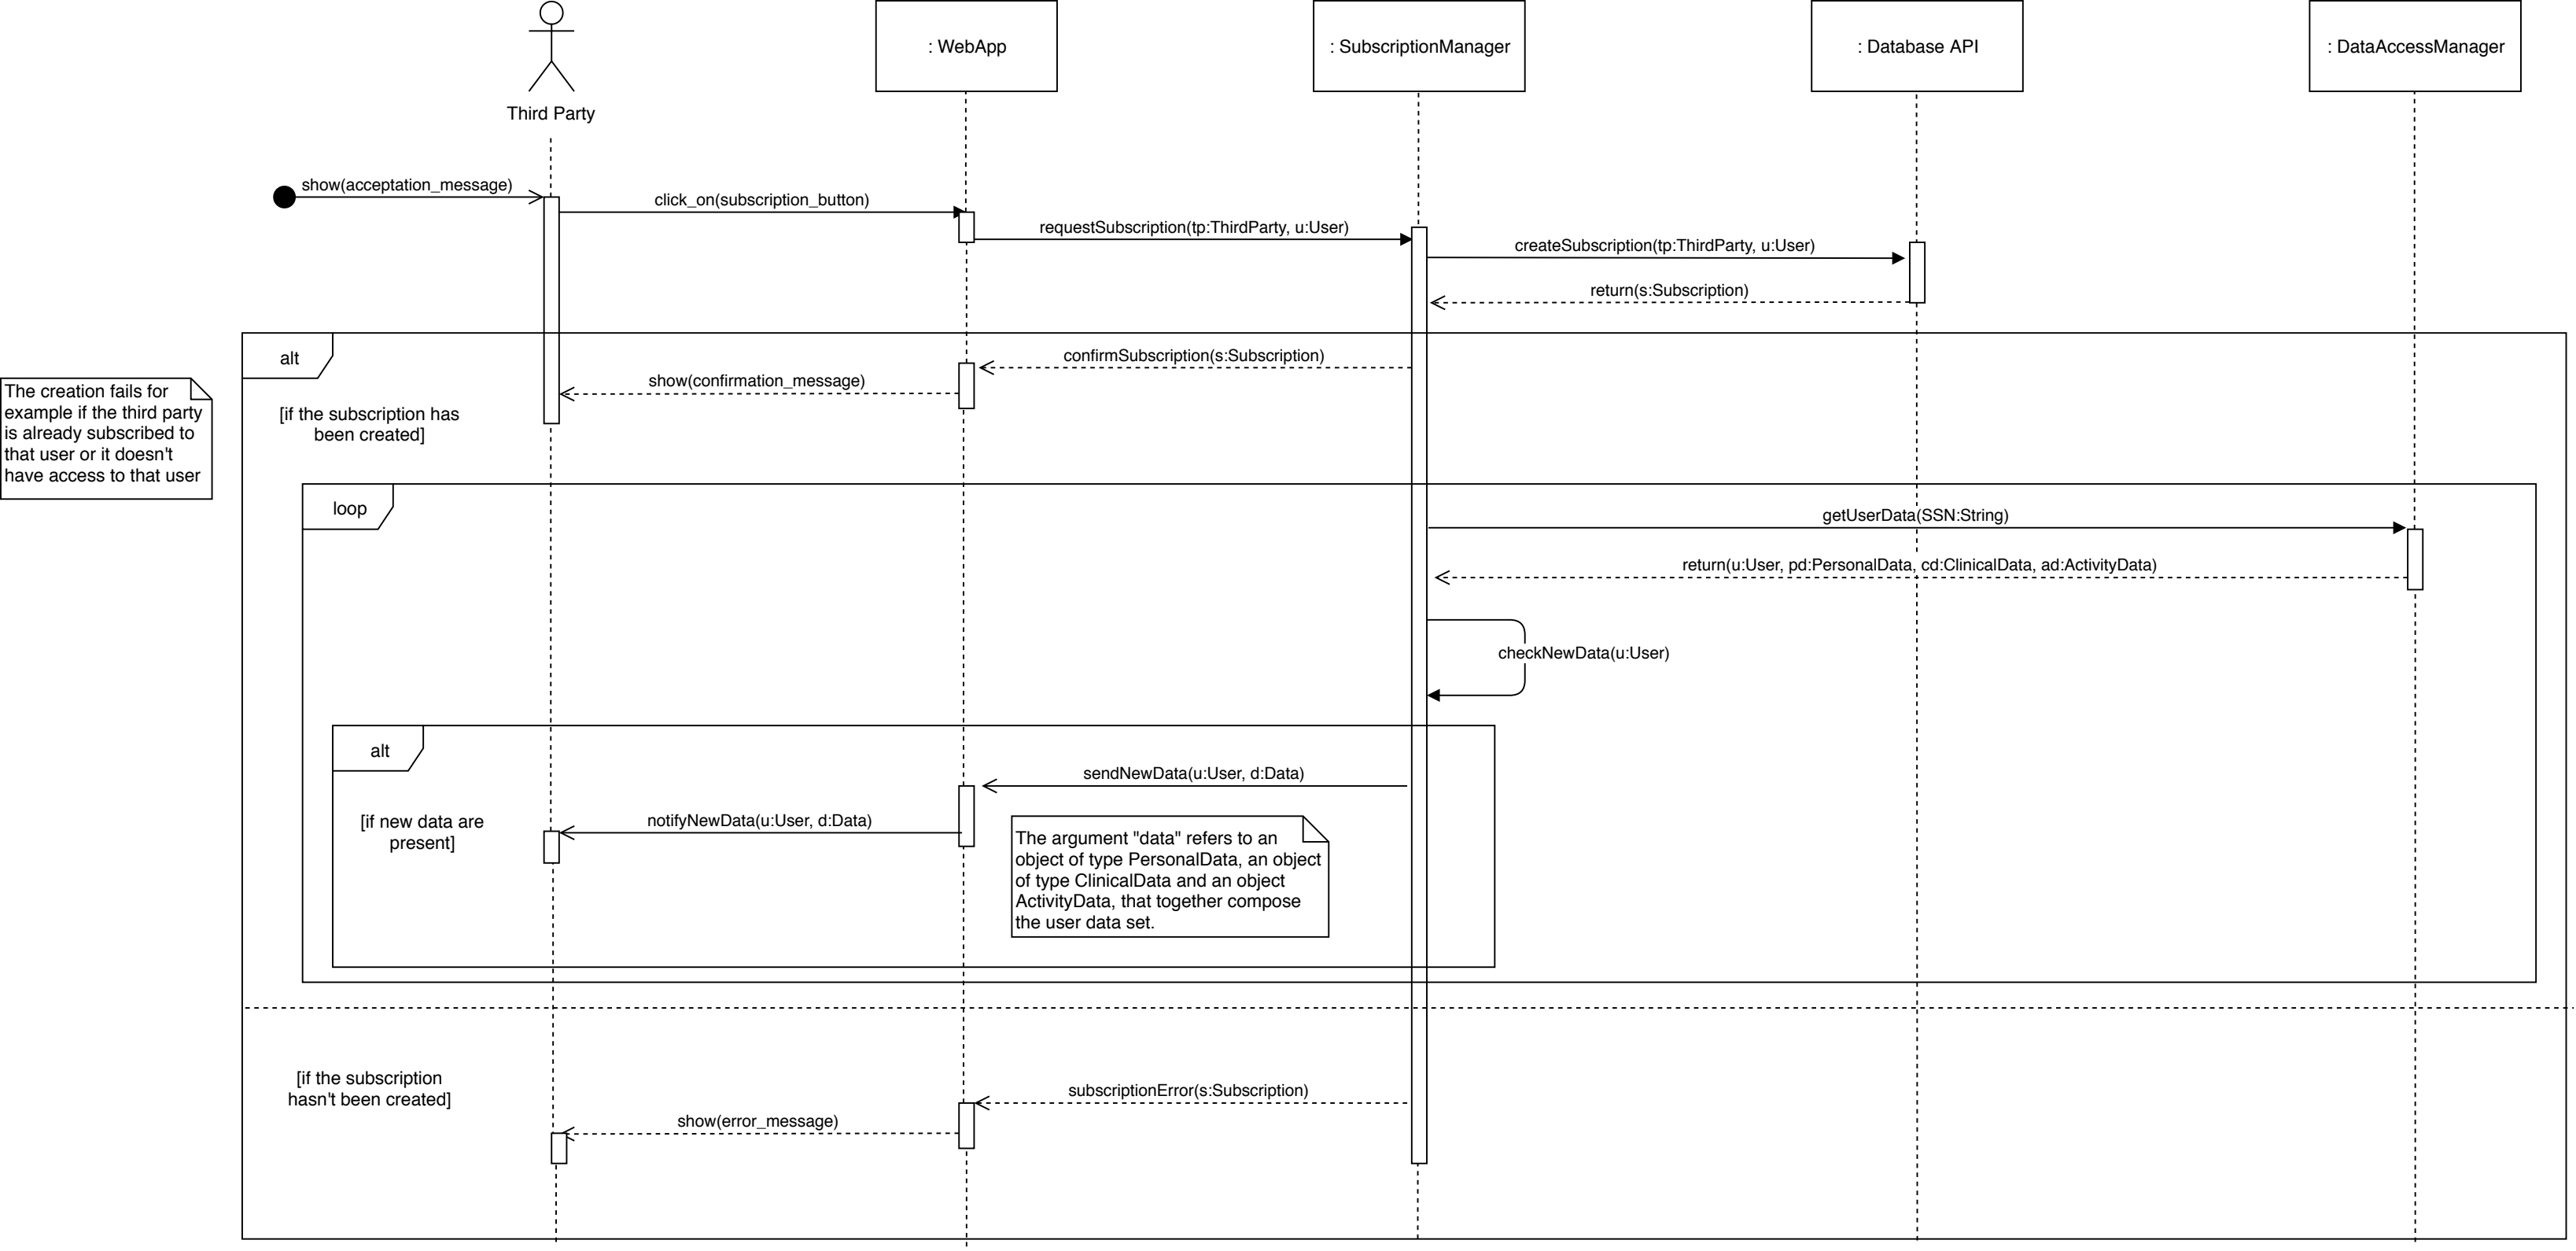 : WebApp
: SubscriptionManager
: Database API
: DataAccessManager
Third Party
show(acceptation_message)
click_on(subscription_button)
requestSubscription(tp:ThirdParty, u:User)
createSubscription(tp:ThirdParty, u:User)
return(s:Subscription)
alt
confirmSubscription(s:Subscription)
show(confirmation_message)
The creation fails for
example if the third party
is already subscribed to
that user or it doesn't
have access to that user
[if the subscription has
been created]
loop
getUserData(SSN:String)
return(u:User, pd:PersonalData, cd:ClinicalData, ad:ActivityData)
checkNewData(u:User)
alt
sendNewData(u:User, d:Data)
[if new data are
present]
notifyNewData(u:User, d:Data)
The argument "data" refers to an
object of type PersonalData, an object
of type ClinicalData and an object
ActivityData, that together compose
the user data set.
[if the subscription
hasn't been created]
subscriptionError(s:Subscription)
show(error_message)